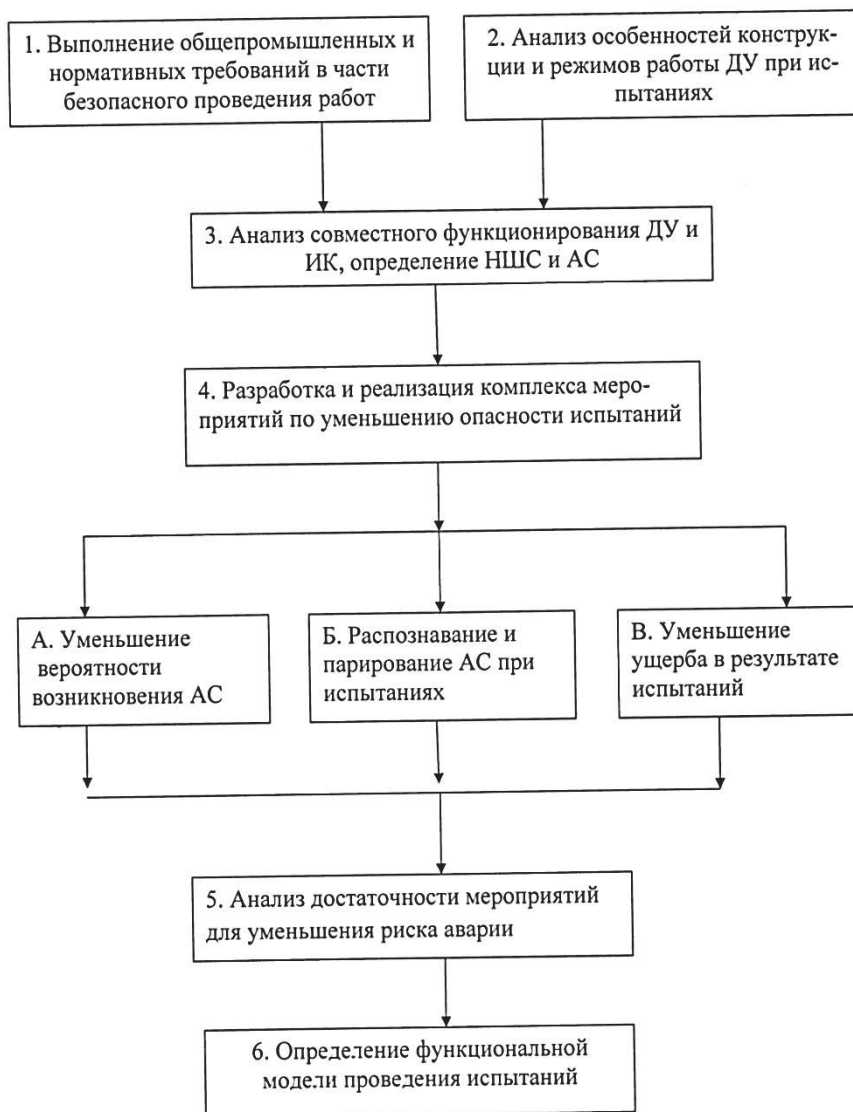 1. Выполнение общепромышленных и
нормативных требований в части
безопасного проведения работ
2. Анализ особенностей конструк-
ции и режимов работы ДУ при ис-
пытаниях
3. Анализ совместного функционирования ДУ и
ИК, определение НШС и АС
4. Разработка и реализация комплекса меро-
приятий по уменьшению опасности испытаний
А. Уменьшение
вероятности
возникновения АС
Б. Распознавание и
парирование АС при
испытаниях
В. Уменьшение
ущерба в результате
испытаний
5. Анализ достаточности мероприятий
для уменьшения риска аварии
6. Определение функциональной
модели проведения испытаний